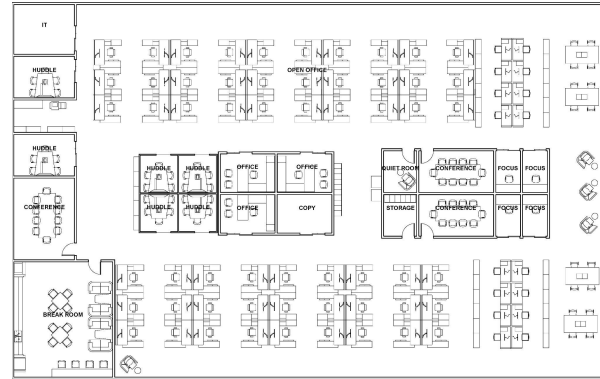 IT
HUDDLE
OPEN OFFICE
HUDDLE
CONFERENCE
HUDDLE
HUDDLE
OFFICE
OFFICE
QUIET ROOM
CONFERENCE
FOCUS
FOCUS
HUDDLE
HUDDLE
OFFICE
COPY
STORAGE
CONFERENCE
FOCUS
FOCUS
BREAK ROOM